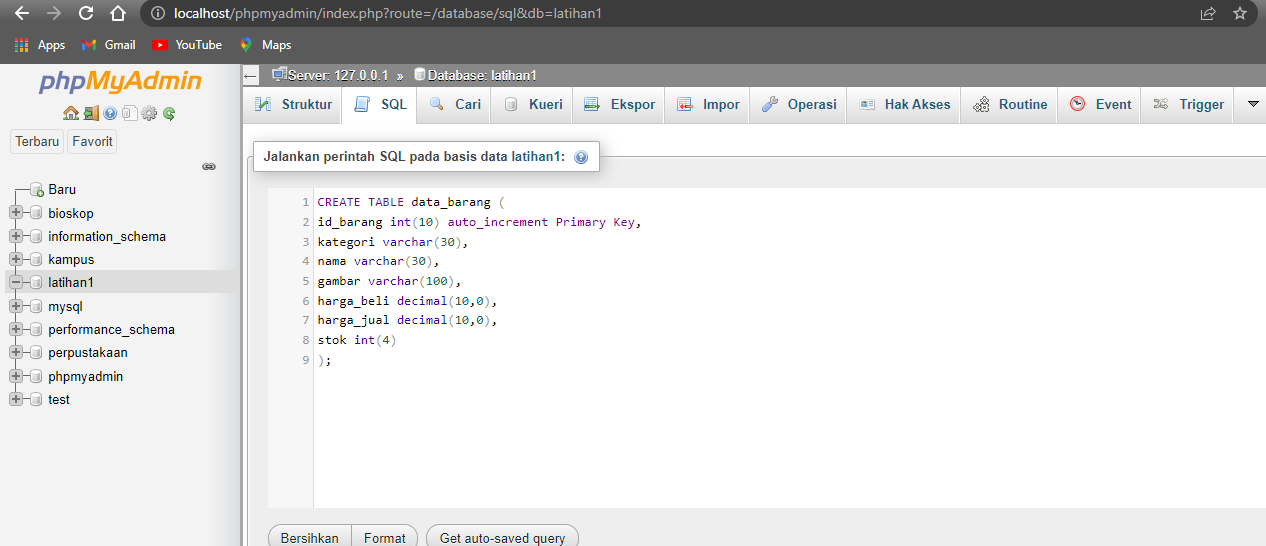 localhost/phpmyadmin/index.php?route=/database/sql&db=latihan1
Apps Gmail YouTube Maps
phpMyAdmin
Terbaru Favorit
Baru
bioskop
information_schema
kampus
latihan1
mysql
performance_schema
perpustakaan
phpmyadmin
test
Server: 127.0.0.1 » Database: latihan1
Struktur SQL Cari Kueri Ekspor Impor Operasi Hak Akses Routine Event Trigger
Jalankan perintah SQL pada basis data latihan1:
1 CREATE TABLE data_barang (
2 id_barang int(10) auto_increment Primary Key,
3 kategori varchar(30),
4 nama varchar(30),
5 gambar varchar(100),
6 harga_beli decimal(10,0),
7 harga_jual decimal(10,0),
8 stok int(4)
9 );
Bersihkan Format Get auto-saved query